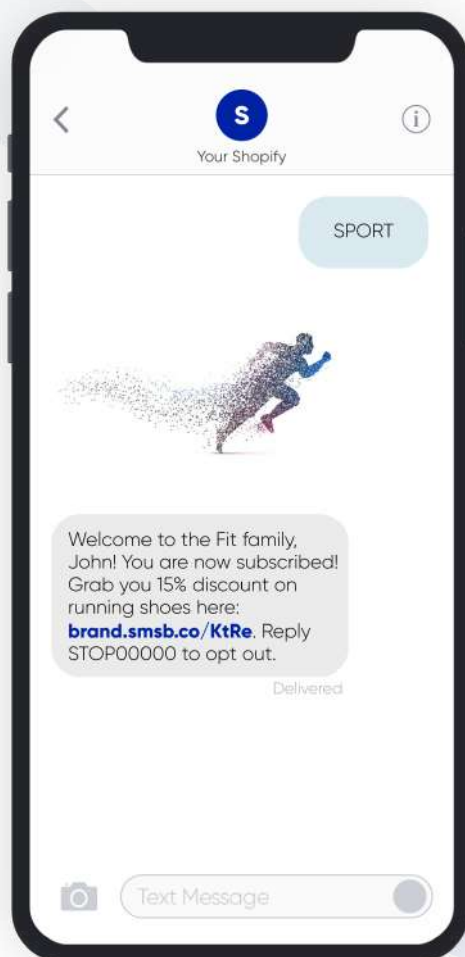 S
Your Shopify
SPORT
Welcome to the Fit family,
John! You are now subscribed!
Grab you 15% discount on
running shoes here:
brand.smsb.co/KtRe. Reply
STOP00000 to opt out.
Delivered
Text Message